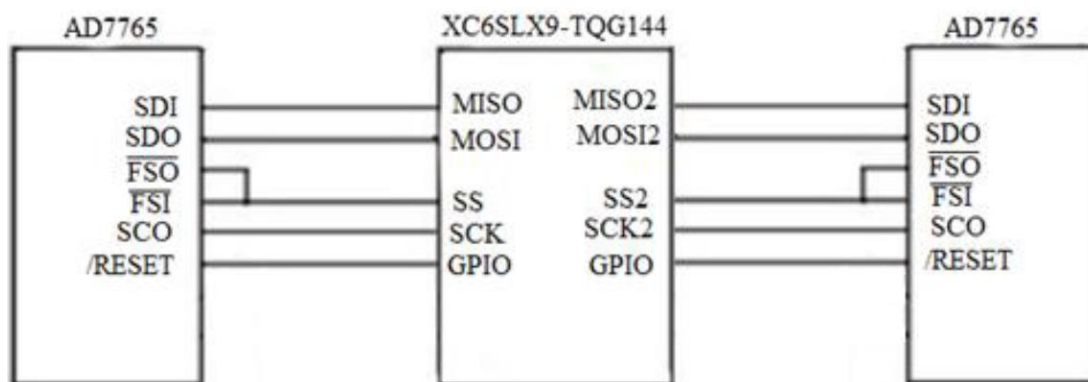 AD7765 XC6SLX9-TQG144 AD7765
SDI MISO MISO2 SDI
SDO MOSI MOSI2 SDO
FSO FSO
FSI SS SS2 FSI
SCO SCK SCK2 SCO
/RESET GPIO GPIO /RESET